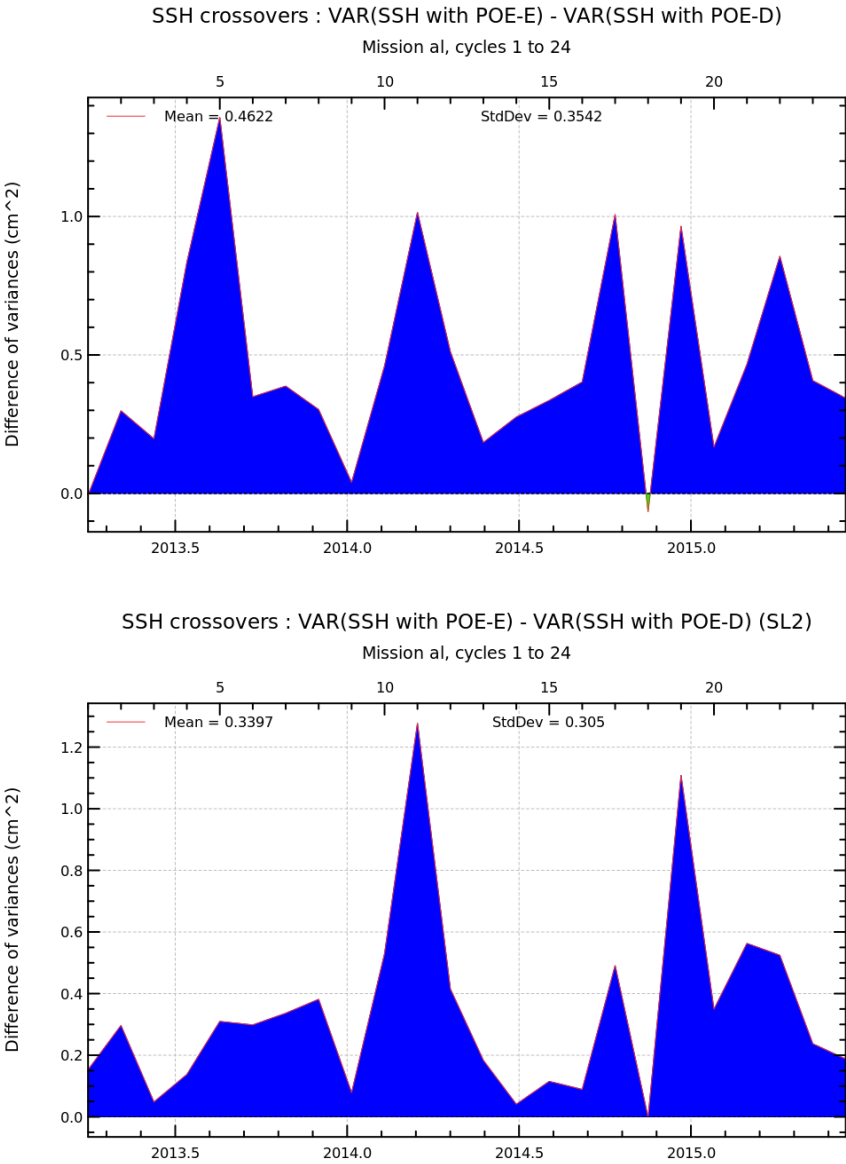 SSH crossovers : VAR(SSH with POE-E) - VAR(SSH with POE-D)
Mission al, cycles 1 to 24
5 10 15 20
Mean = 0.4622 StdDev = 0.3542
1.0
0.5
0.0
Difference of variances (cm^2)
2013.5 2014.0 2014.5 2015.0
SSH crossovers : VAR(SSH with POE-E) - VAR(SSH with POE-D) (SL2)
Mission al, cycles 1 to 24
5 10 15 20
Mean = 0.3397 StdDev = 0.305
1.2
1.0
0.8
0.6
0.4
0.2
0.0
Difference of variances (cm^2)
2013.5 2014.0 2014.5 2015.0